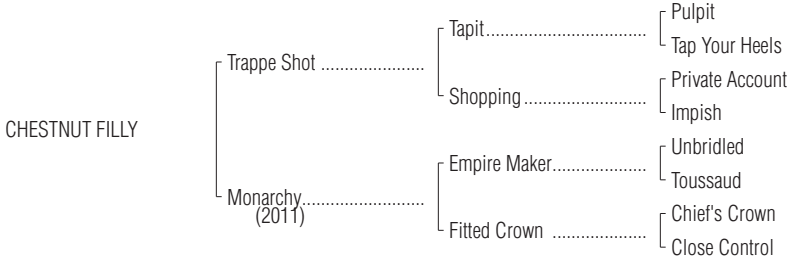 Pulpit
Tapit..................................
Tap Your Heels
Trappe Shot ......................
Private Account
Shopping..........................
Impish
CHESTNUT FILLY
Unbridled
Empire Maker....................
Toussaud
Monarchy..........................
(2011)
Chief's Crown
Fitted Crown ....................
Close Control